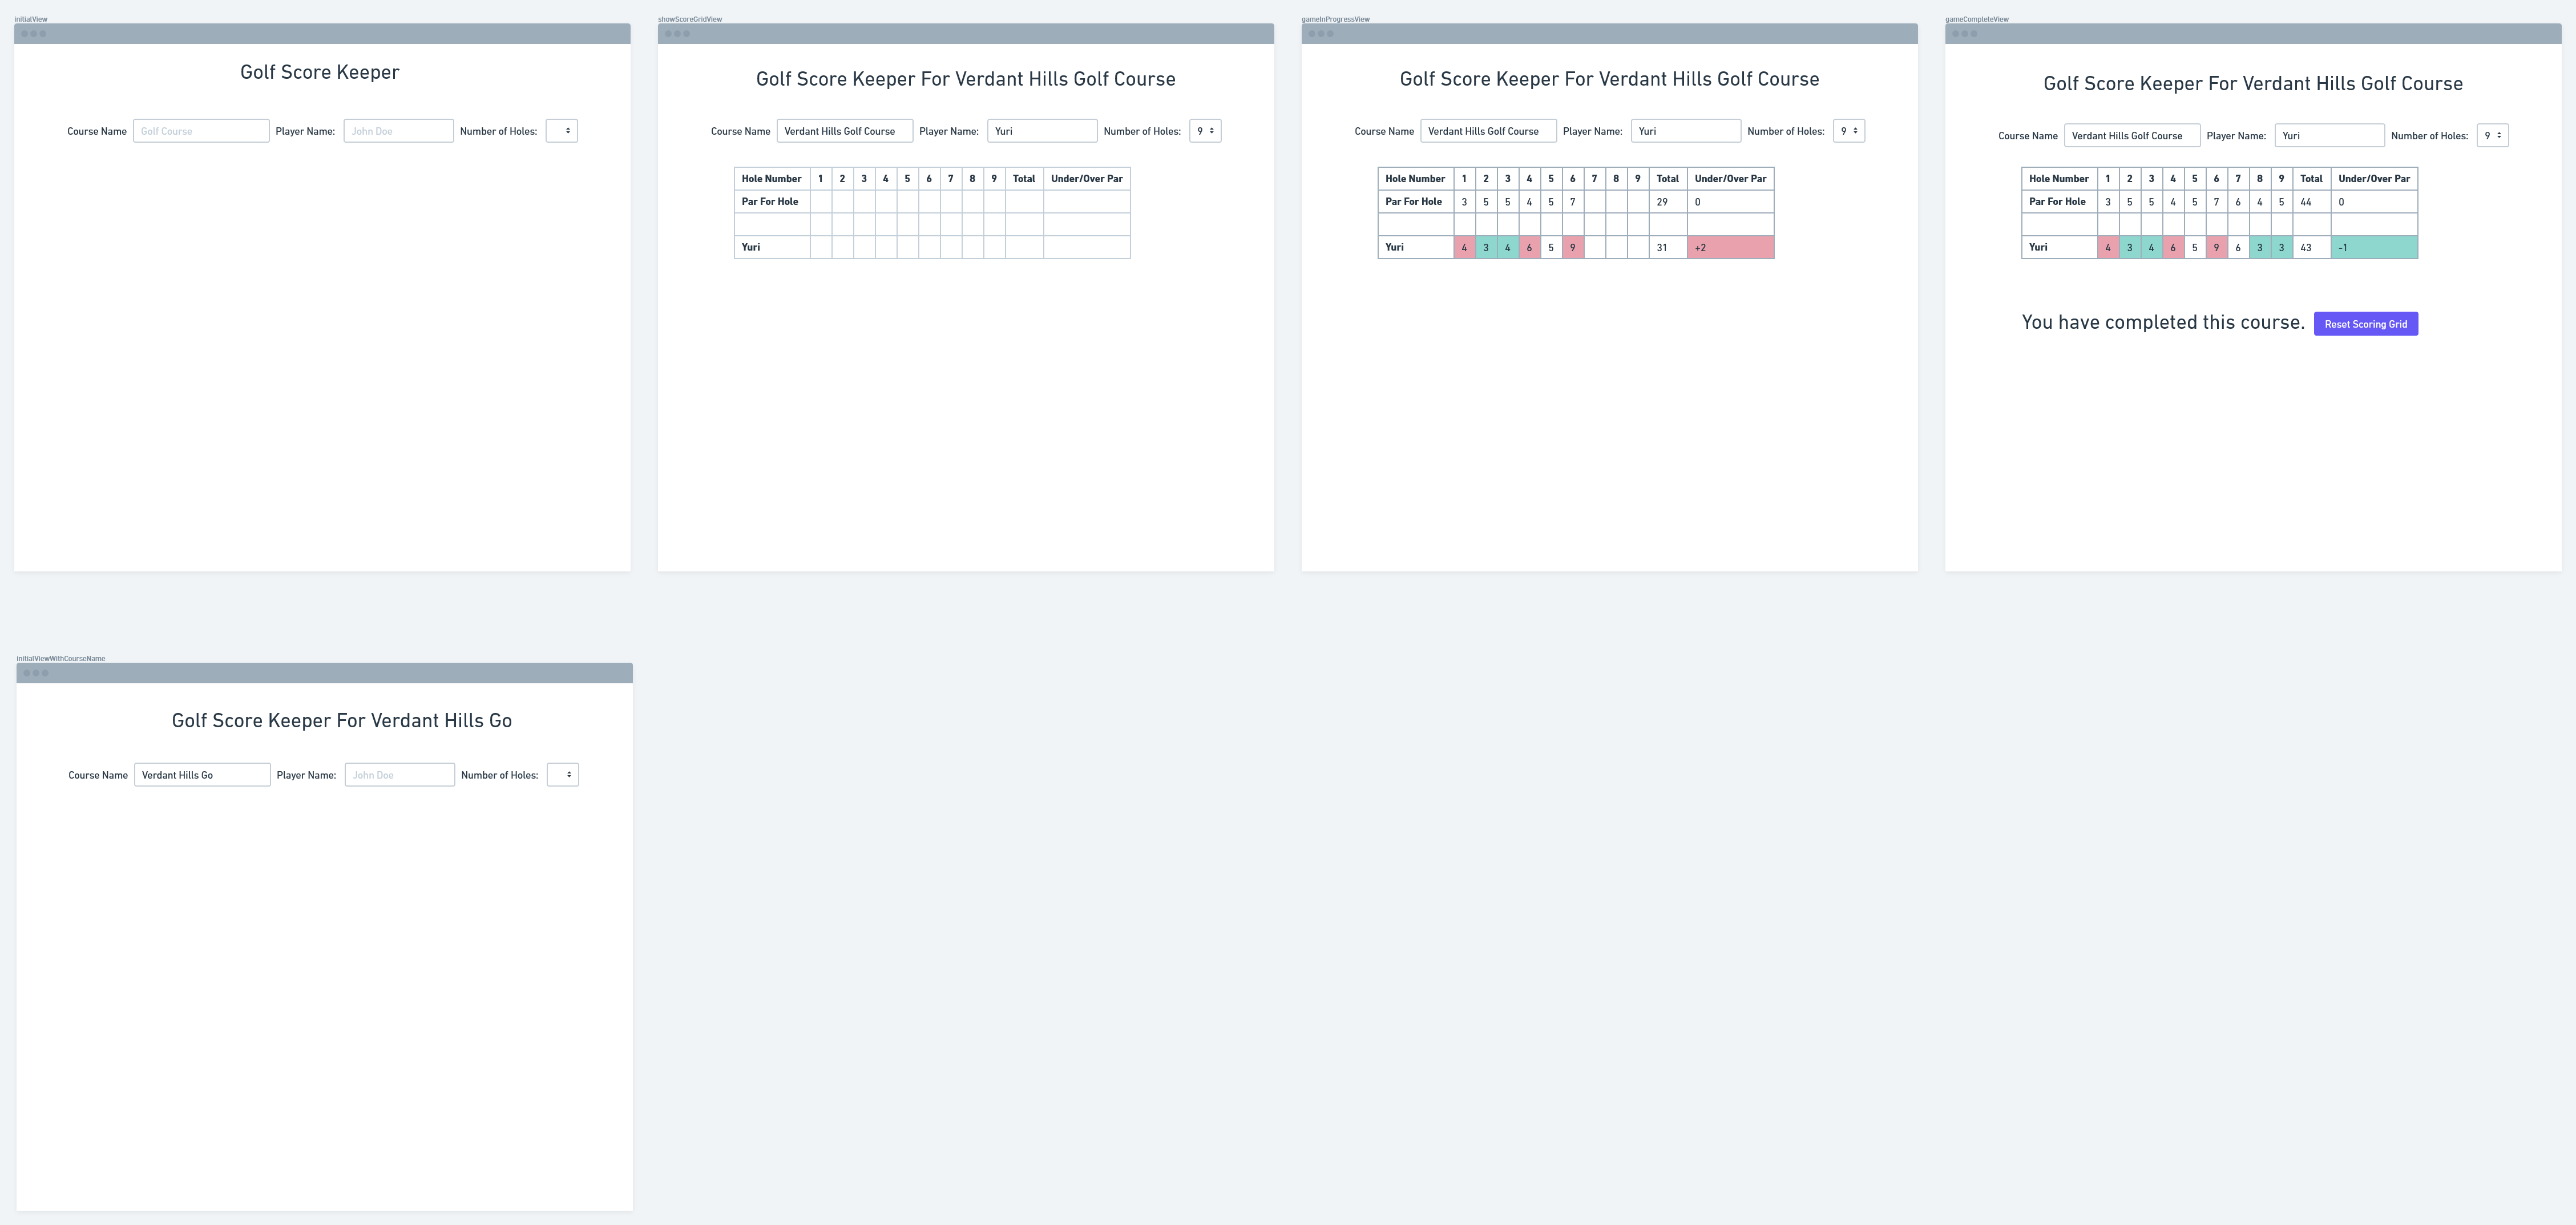 initialView
Golf Score Keeper
Course Name Golf Course Player Name: John Doe Number of Holes:
showScoreGridView
Golf Score Keeper For Verdant Hills Golf Course
Course Name Verdant Hills Golf Course Player Name: Yuri Number of Holes: 9
Hole Number 1 2 3 4 5 6 7 8 9 Total Under/Over Par
Par For Hole
Yuri
gameInProgressView
Golf Score Keeper For Verdant Hills Golf Course
Course Name Verdant Hills Golf Course Player Name: Yuri Number of Holes: 9
Hole Number 1 2 3 4 5 6 7 8 9 Total Under/Over Par
Par For Hole 3 5 5 4 5 7 29 0
Yuri 4 3 4 6 5 9 31 +2
gameCompleteView
Golf Score Keeper For Verdant Hills Golf Course
Course Name Verdant Hills Golf Course Player Name: Yuri Number of Holes: 9
Hole Number 1 2 3 4 5 6 7 8 9 Total Under/Over Par
Par For Hole 3 5 5 4 5 7 6 4 5 44 0
Yuri 4 3 4 6 5 9 6 3 3 43 -1
You have completed this course. Reset Scoring Grid
initialViewWithCourseName
Golf Score Keeper For Verdant Hills Go
Course Name Verdant Hills Go Player Name: John Doe Number of Holes: